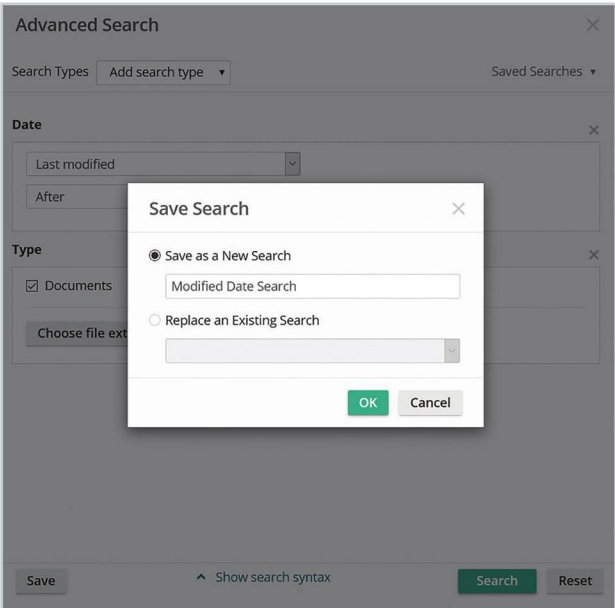 Advanced Search
Search Types Add search type Saved Searches
Date
Last modified
After
Save Search
Save as a New Search
Modified Date Search
Replace an Existing Search
OK Cancel
Type
Documents
Choose file ext
Save Show search syntax Search Reset